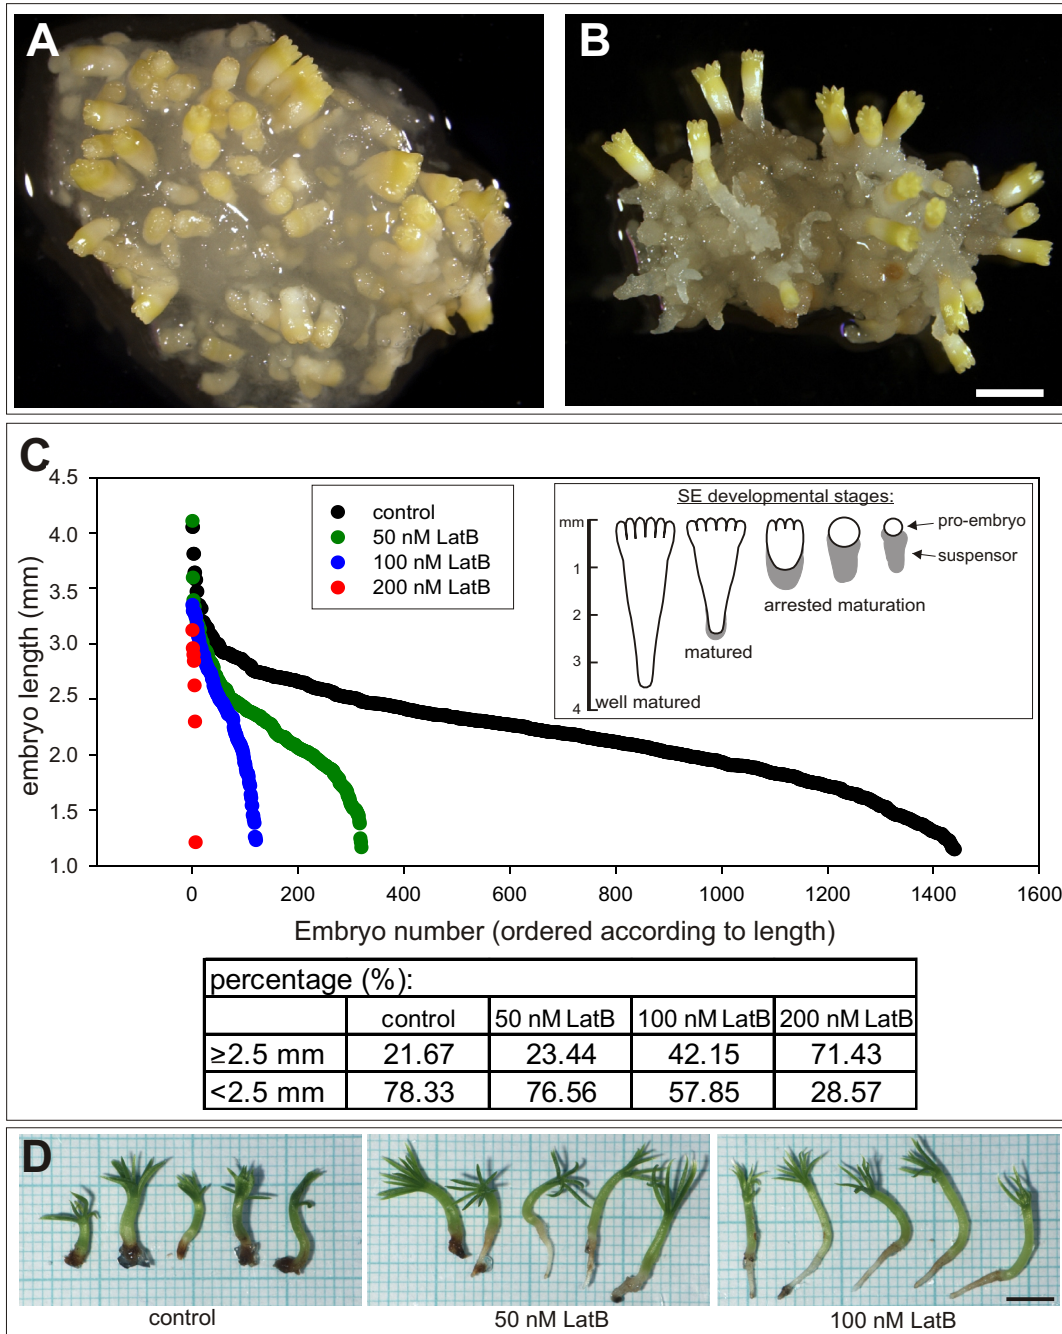 A
B
C
4.5
4.0
3.5
3.0
2.5
2.0
1.5
1.0
embryo length (mm)
control
50 nM LatB
100 nM LatB
200 nM LatB
SE developmental stages:
mm
1
2
3
4
pro-embryo
suspensor
arrested maturation
matured
well matured
0 200 400 600 800 1000 1200 1400 1600
Embryo number (ordered according to length)
percentage (%):
control 50 nM LatB 100 nM LatB 200 nM LatB
≥2.5 mm 21.67 23.44 42.15 71.43
<2.5 mm 78.33 76.56 57.85 28.57
D
control
50 nM LatB
100 nM LatB